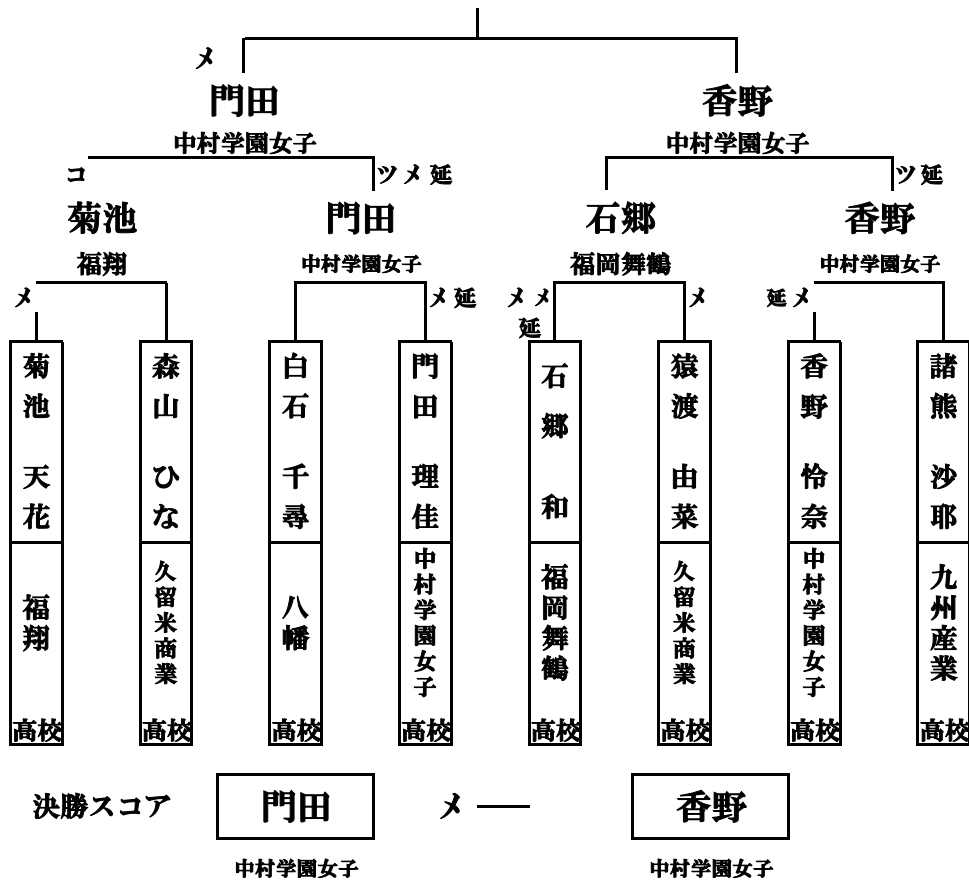 メ
門田
香野
中村学園女子
中村学園女子
コ
ツメ 延
ツ 延
菊池
門田
石郷
香野
福翔
中村学園女子
福岡舞鶴
中村学園女子
メ
メ 延
メ メ
延
メ
延 メ
菊池 天花
福翔
高校
森山 ひな
久留米商業
高校
白石 千尋
八幡
高校
門田 理佳
中村学園女子
高校
石郷 和
福岡舞鶴
高校
猿渡 由菜
久留米商業
高校
香野 怜奈
中村学園女子
高校
諸熊 沙耶
九州産業
高校
決勝スコア 門田 メ ― 香野
中村学園女子
中村学園女子